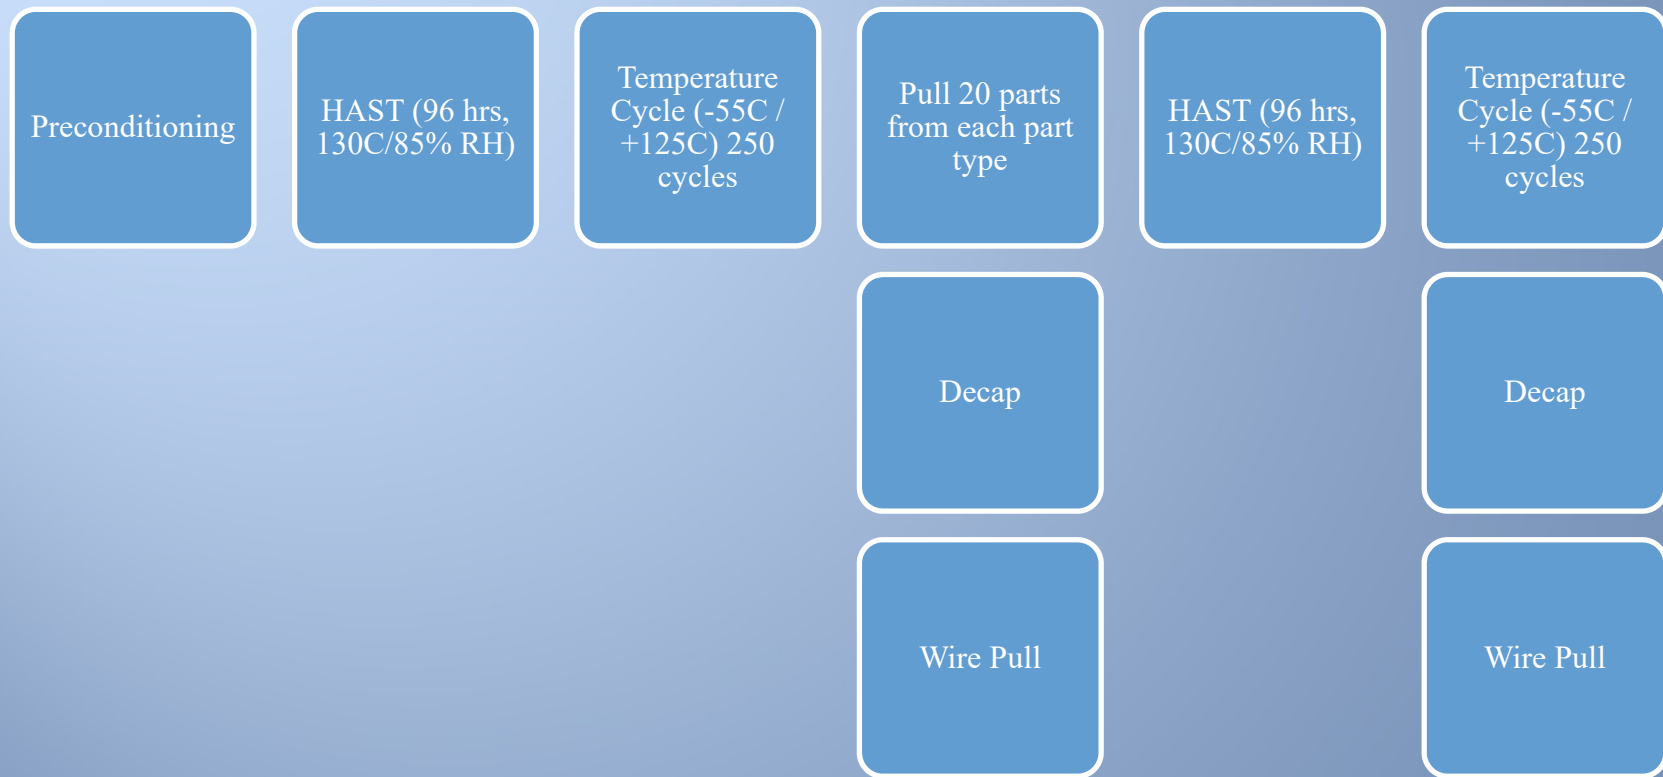 Preconditioning
HAST (96 hrs,
130C/85% RH)
Temperature
Cycle (-55C /
+125C) 250
cycles
Pull 20 parts
from each part
type
HAST (96 hrs,
130C/85% RH)
Temperature
Cycle (-55C /
+125C) 250
cycles
Decap
Decap
Wire Pull
Wire Pull